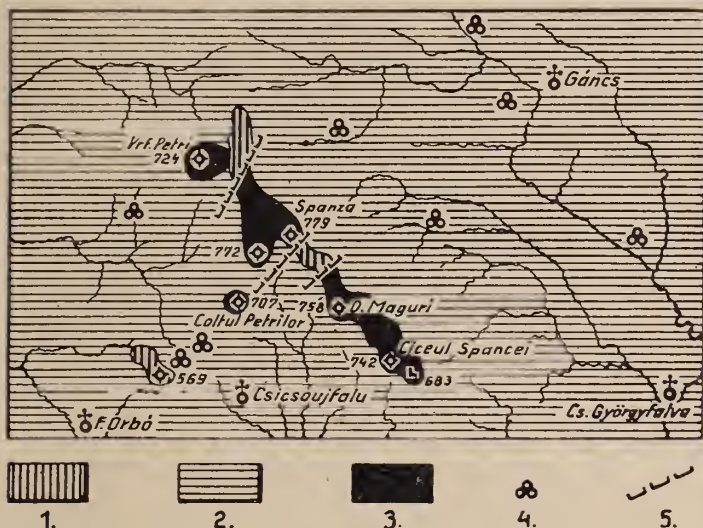 Gáncs
Vrf. Petri
724
Spanza
779
772
707
758
D. Maguri
Coltul Petrilor
Ciceul Spancei
742
683
569
Csicsoujfalu
F. Orbó
Cs. Györgyfalva
1. 2. 3. 4. 5.